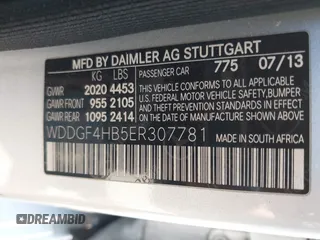 MFD BY DAIMLER AG STUTTGART
KG LBS PASSENGER CAR 775 07/13
GVWR 2020 4453
GAWR FRONT 955 2105
GAWR REAR 1095 2414
THIS VEHICLE CONFORMS TO ALL APPLICABLE
U.S. FEDERAL MOTOR VEHICLE SAFETY, BUMPER,
AND THEFT PREVENTION STANDARDS IN EFFECT
ON THE DATE OF MANUFACTURE SHOWN ABOVE
WDDGF4HB5ER307781
MADE IN SOUTH AFRICA
DREAMBID